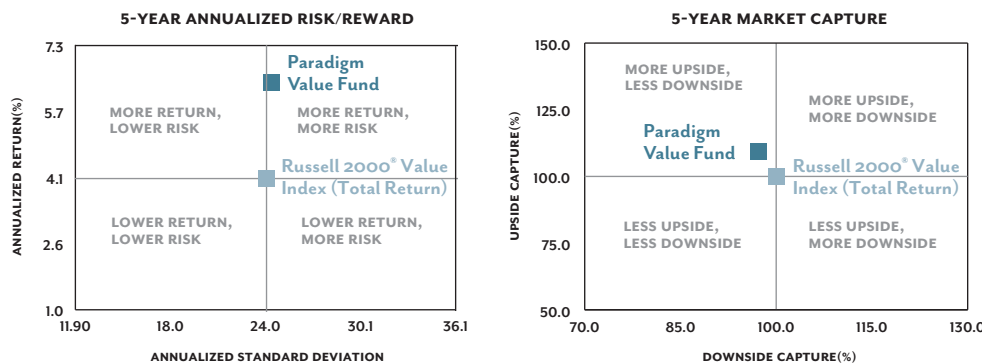 5-YEAR ANNUALIZED RISK/REWARD
7.3
5.7
4.1
2.6
1.0
ANNUALIZED RETURN(%)
Paradigm
Value Fund
MORE RETURN,
LOWER RISK
MORE RETURN,
MORE RISK
Russell 2000® Value
Index (Total Return)
LOWER RETURN,
LOWER RISK
LOWER RETURN,
MORE RISK
11.90 18.0 24.0 30.1 36.1
ANNUALIZED STANDARD DEVIATION
5-YEAR MARKET CAPTURE
150.0
125.0
100.0
75.0
50.0
UPSIDE CAPTURE(%)
MORE UPSIDE,
LESS DOWNSIDE
MORE UPSIDE,
MORE DOWNSIDE
Paradigm
Value Fund
Russell 2000® Value
Index (Total Return)
LESS UPSIDE,
LESS DOWNSIDE
LESS UPSIDE,
MORE DOWNSIDE
70.0 85.0 100.0 115.0 130.0
DOWNSIDE CAPTURE(%)